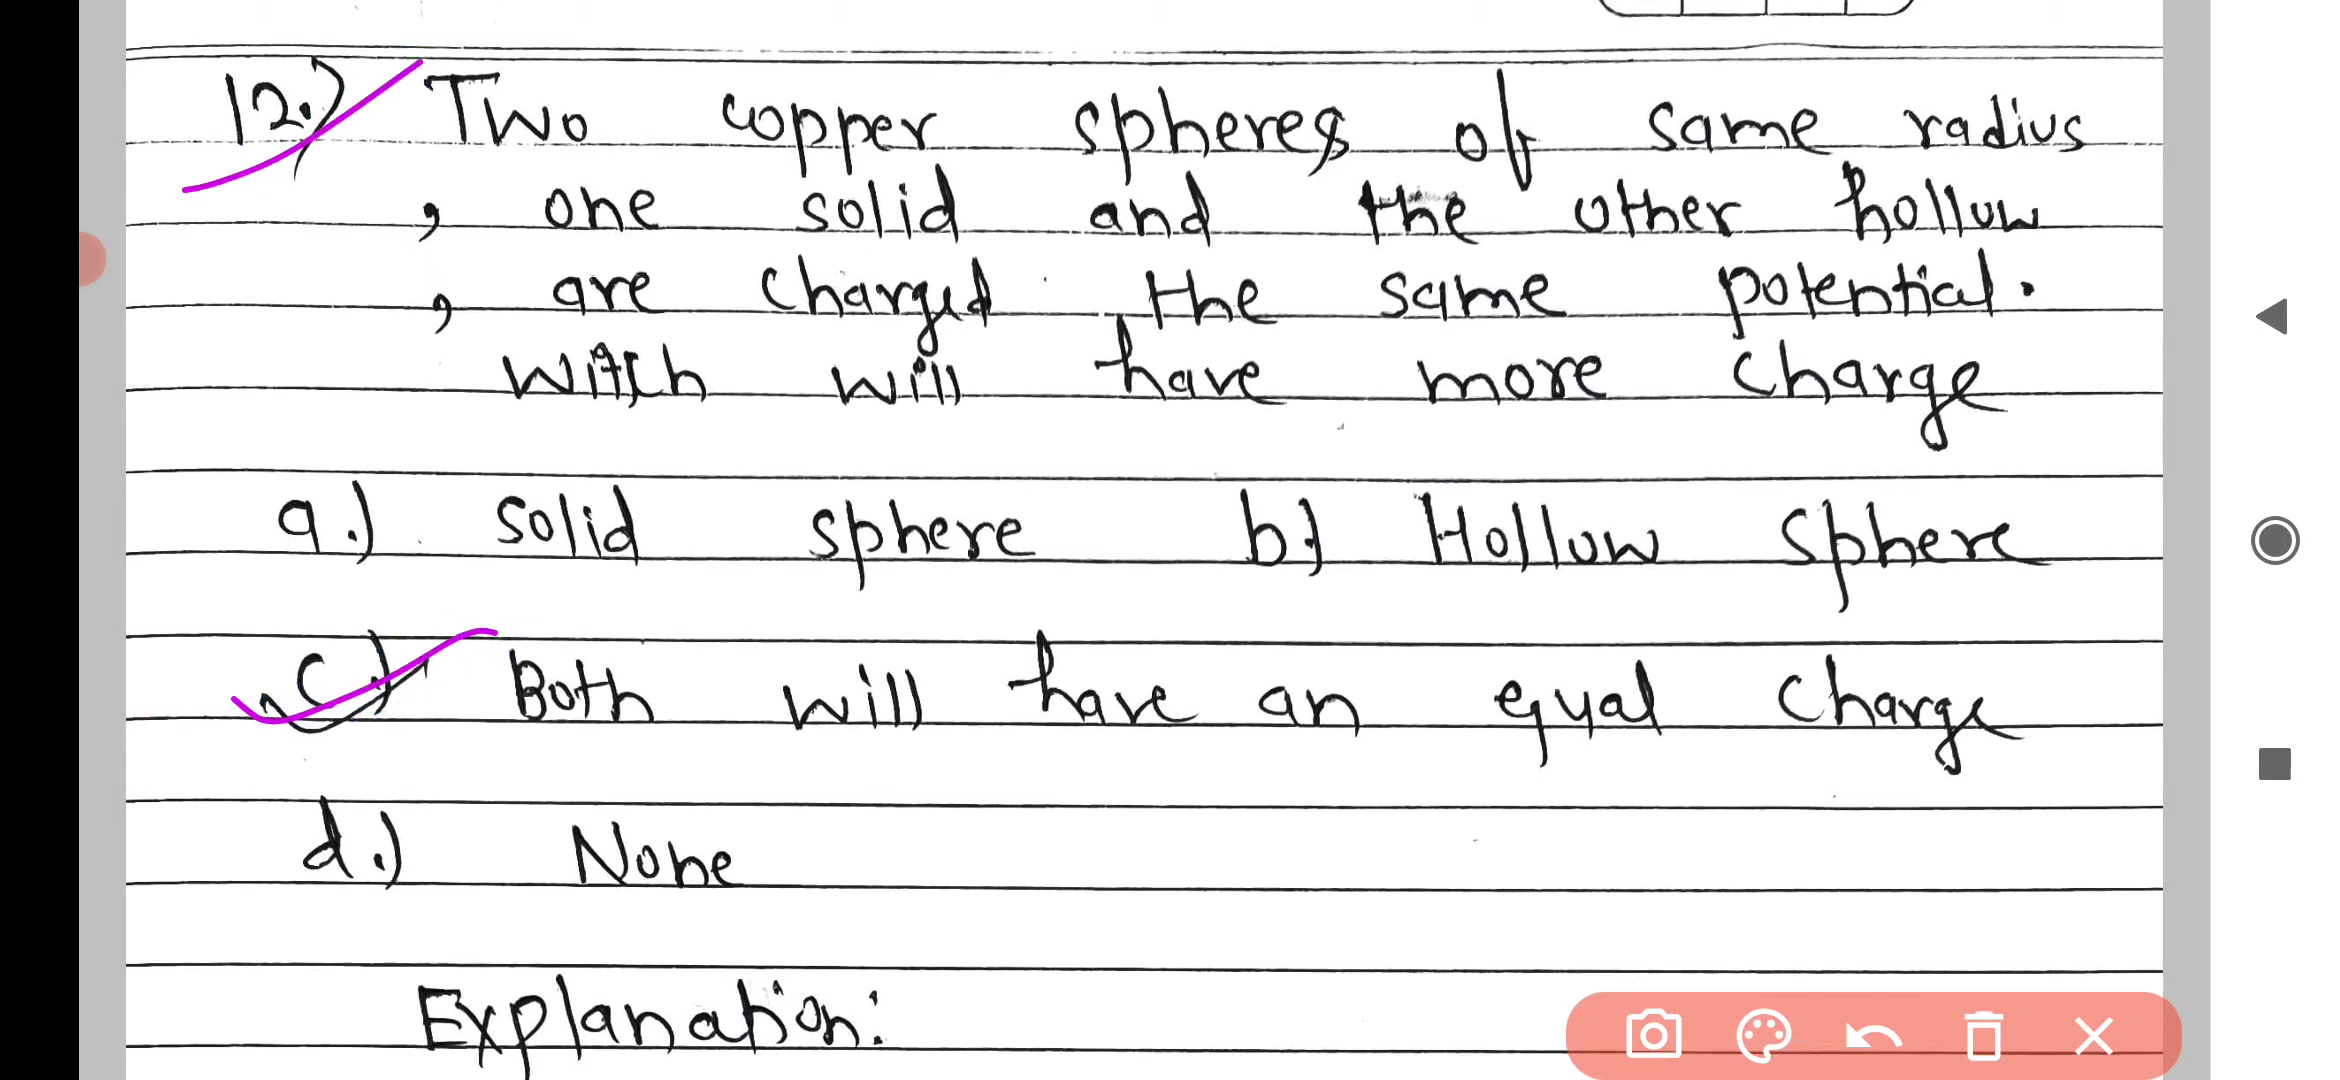 12.) Two copper spheres of same radius
, one solid and the other hollow
, are charged the same potential.
witch will have more charge
a.) solid sphere b) Hollow sphere
c.) Both will have an equal charge
d.) None
Explanation: